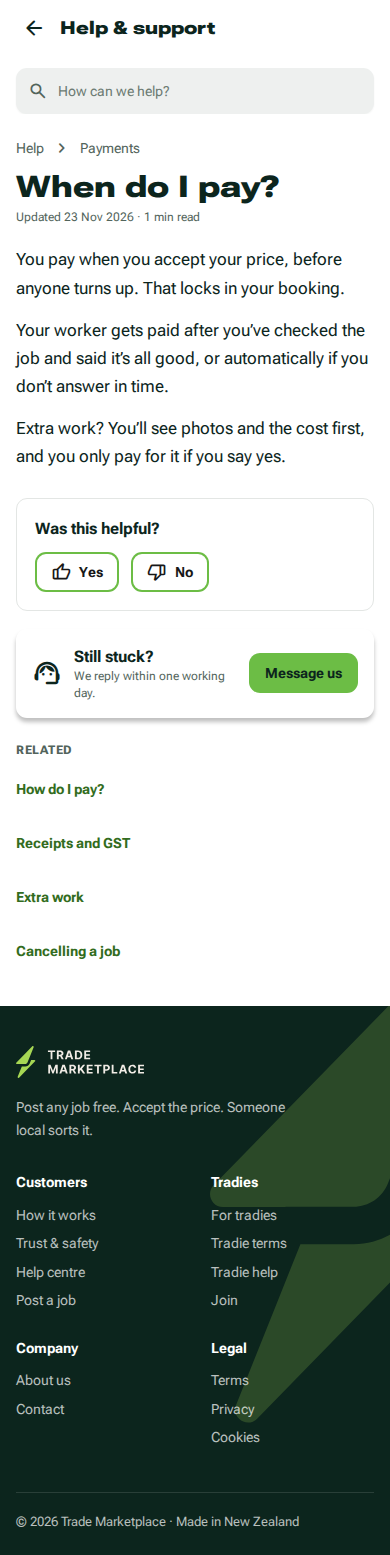 Help & support
How can we help?
Help > Payments
When do I pay?
Updated 23 Nov 2026 · 1 min read
You pay when you accept your price, before
anyone turns up. That locks in your booking.
Your worker gets paid after you’ve checked the
job and said it’s all good, or automatically if you
don’t answer in time.
Extra work? You’ll see photos and the cost first,
and you only pay for it if you say yes.
Was this helpful?
Yes No
Still stuck?
We reply within one working
day.
Message us
RELATED
How do I pay?
Receipts and GST
Extra work
Cancelling a job
TRADE
MARKETPLACE
Post any job free. Accept the price. Someone
local sorts it.
Customers
How it works
Trust & safety
Help centre
Post a job
Tradies
For tradies
Tradie terms
Tradie help
Join
Company
About us
Contact
Legal
Terms
Privacy
Cookies
© 2026 Trade Marketplace · Made in New Zealand